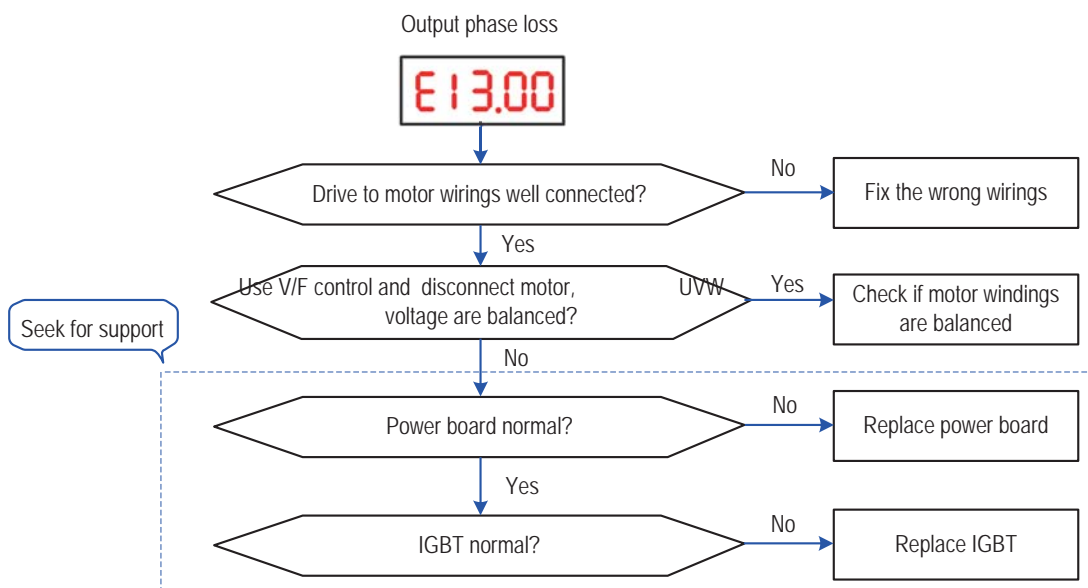 Output phase loss
E13.00
Drive to motor wirings well connected?
No
Fix the wrong wirings
Yes
Use V/F control and disconnect motor, UVW
voltage are balanced?
Yes
Check if motor windings
are balanced
Seek for support
No
Power board normal?
No
Replace power board
Yes
IGBT normal?
No
Replace IGBT